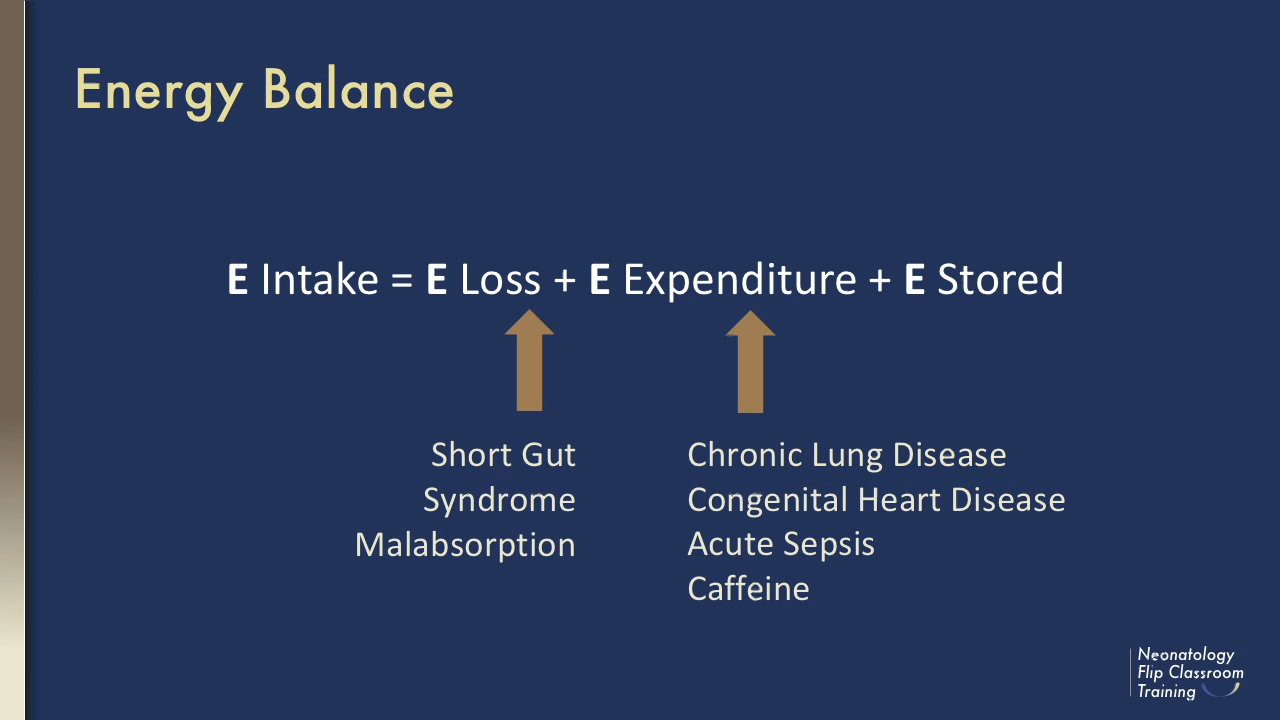 Energy Balance
E Intake = E Loss + E Expenditure + E Stored
Short Gut
Syndrome
Malabsorption
Chronic Lung Disease
Congenital Heart Disease
Acute Sepsis
Caffeine
Neonatology
Flip Classroom
Training